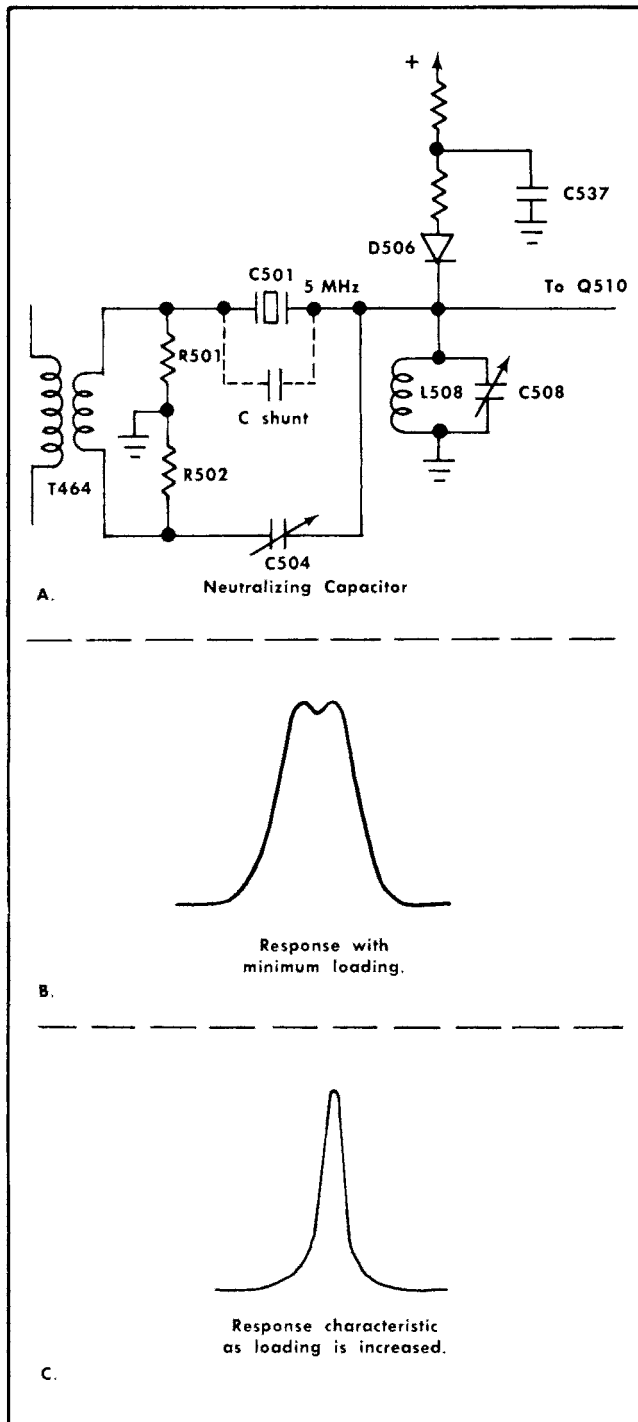 +
C537
D506
C501
5 MHz
To Q510
R501
C shunt
L508
C508
R502
T464
C504
Neutralizing Capacitor
A.
Response with
minimum loading.
B.
Response characteristic
as loading is increased.
C.